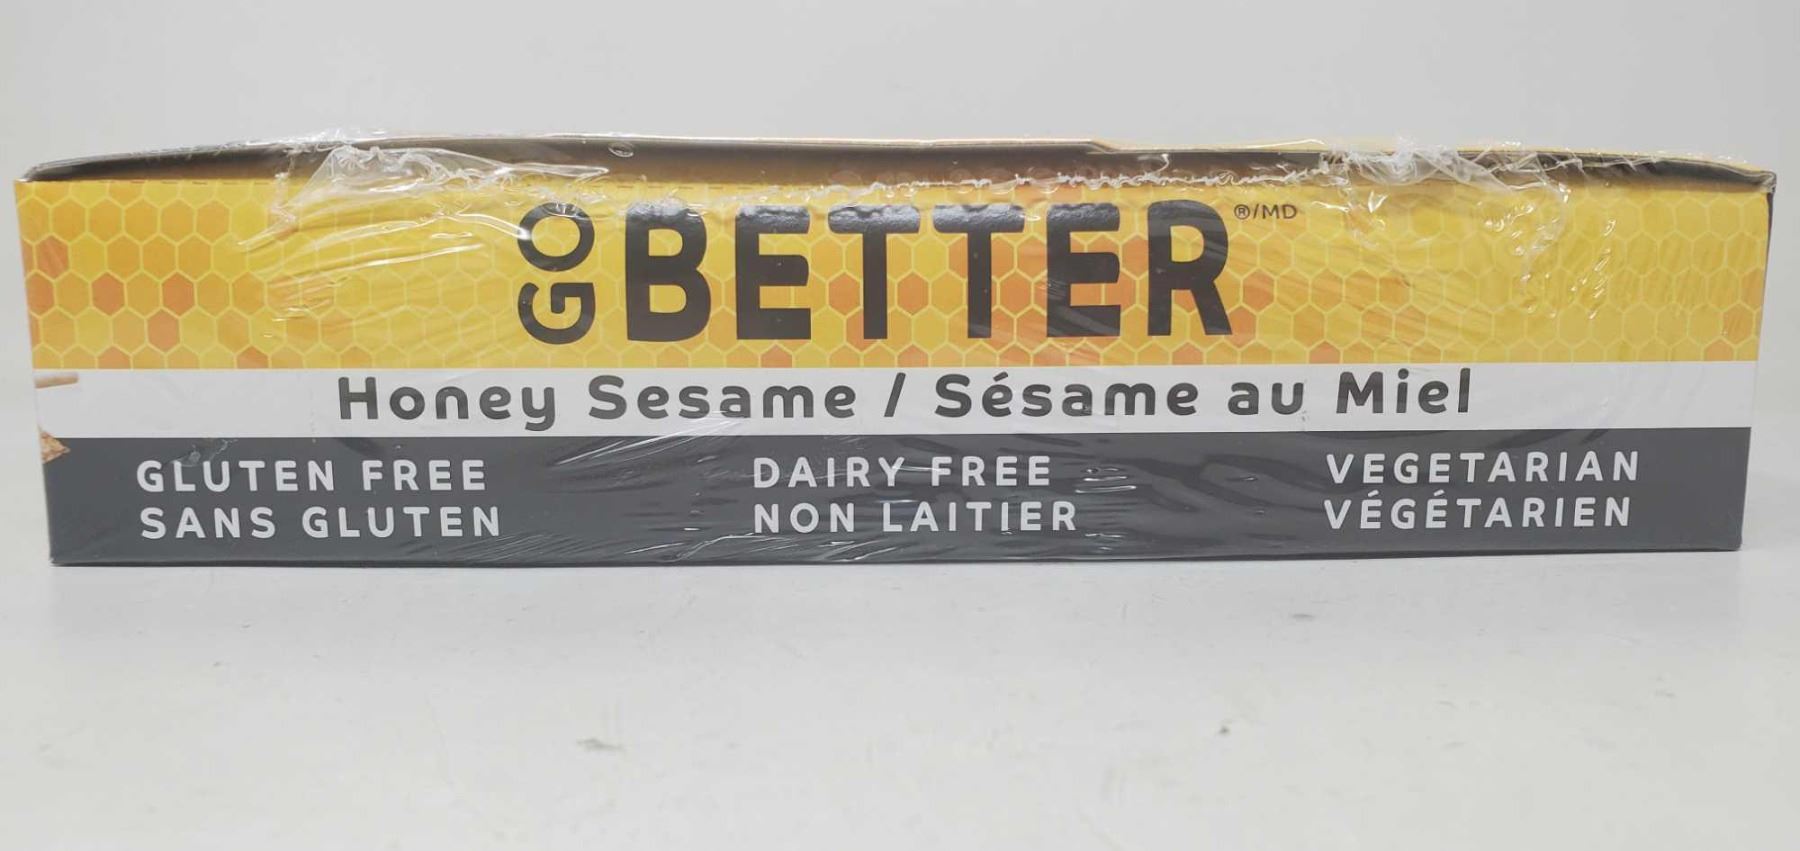 GO BETTER ®/MD
Honey Sesame / Sésame au Miel
GLUTEN FREE
SANS GLUTEN
DAIRY FREE
NON LAITIER
VEGETARIAN
VÉGÉTARIEN